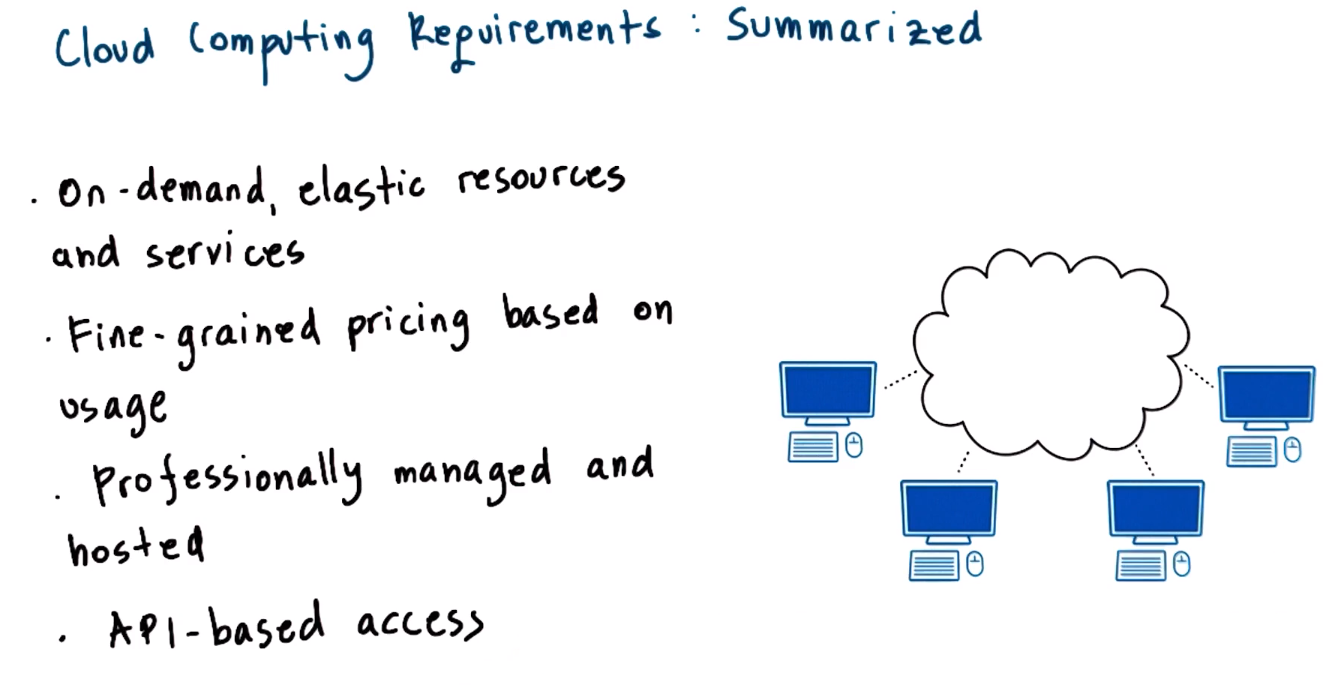 Cloud Computing Requirements : Summarized
. On-demand, elastic resources
and services
. Fine-grained pricing based on
usage
. Professionally managed and
hosted
. API-based access